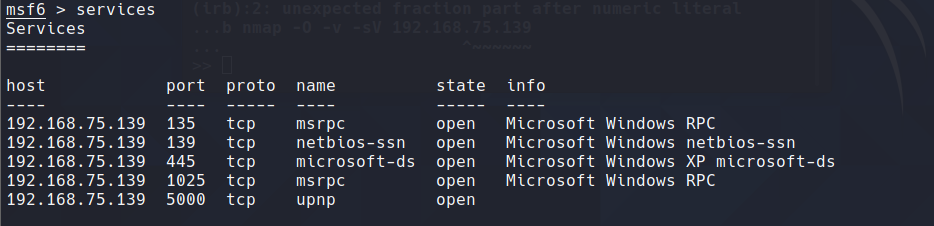 msf6 > services
(irb):2: unexpected fraction part after numeric literal
Services
...b nmap -O -v -sV 192.168.75.139
========
... ^~~~~~
>>
host port proto name state info
---- ---- ----- ---- ----- ----
192.168.75.139 135 tcp msrpc open Microsoft Windows RPC
192.168.75.139 139 tcp netbios-ssn open Microsoft Windows netbios-ssn
192.168.75.139 445 tcp microsoft-ds open Microsoft Windows XP microsoft-ds
192.168.75.139 1025 tcp msrpc open Microsoft Windows RPC
192.168.75.139 5000 tcp upnp open